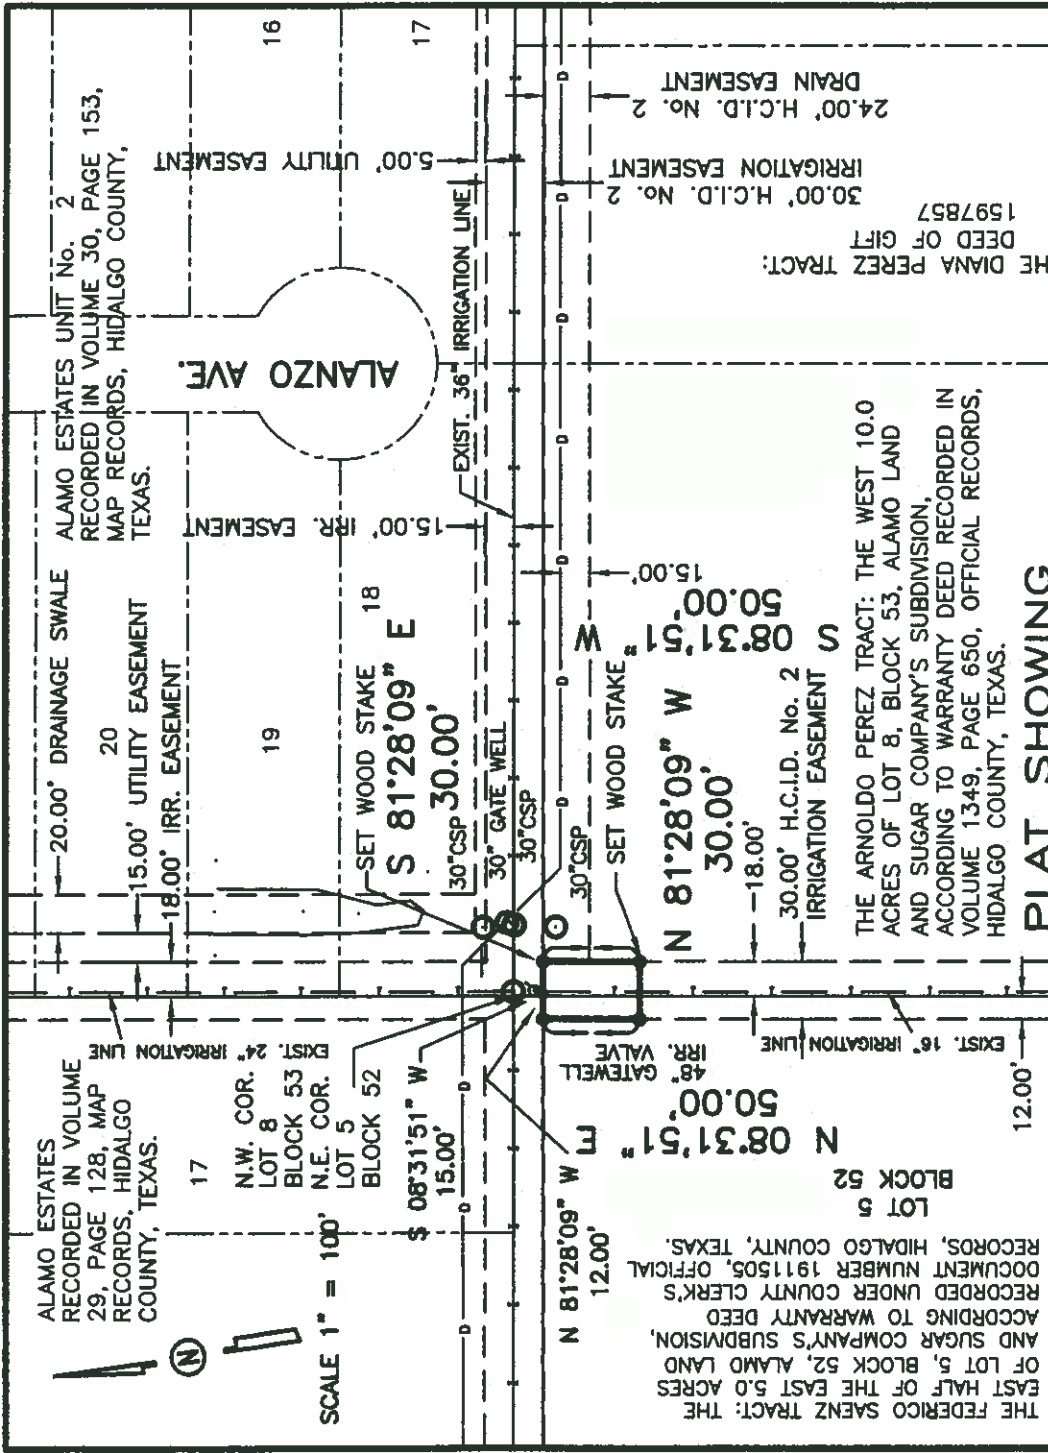 ALAMO ESTATES
RECORDED IN VOLUME
29, PAGE 128, MAP
RECORDS, HIDALGO
COUNTY, TEXAS.
17
N
SCALE 1" = 100'
N.W. COR.
LOT 8
BLOCK 53
N.E. COR.
LOT 5
BLOCK 52
S 08°31'51" W
15.00'
EXIST. 24" IRRIGATION LINE
20.00' DRAINAGE SWALE
20
15.00' UTILITY EASEMENT
18.00' IRR. EASEMENT
19
ALAMO ESTATES UNIT No. 2
RECORDED IN VOLUME 30, PAGE 153,
MAP RECORDS, HIDALGO COUNTY,
TEXAS.
16
17
18
ALANZO AVE.
5.00' UTILITY EASEMENT
15.00' IRR. EASEMENT
EXIST. 36" IRRIGATION LINE
SET WOOD STAKE
S 81°28'09" E
30.00'
30"CSP
30" GATE WELL
30"CSP
30"CSP
SET WOOD STAKE
N 81°28'09" W
30.00'
18.00'
30.00' H.C.I.D. No. 2
IRRIGATION EASEMENT
S 08°31'51" W
50.00'
15.00'
24.00' H.C.I.D. No. 2
DRAIN EASEMENT
30.00' H.C.I.D. No. 2
IRRIGATION EASEMENT
HE DIANA PEREZ TRACT:
DEED OF GIFT
1597857
THE ARNOLDO PEREZ TRACT: THE WEST 10.0
ACRES OF LOT 8, BLOCK 53, ALAMO LAND
AND SUGAR COMPANY'S SUBDIVISION,
ACCORDING TO WARRANTY DEED RECORDED IN
VOLUME 1349, PAGE 650, OFFICIAL RECORDS,
HIDALGO COUNTY, TEXAS.
48" GATEWELL
IRR. VALVE
EXIST. 16" IRRIGATION LINE
12.00'
N 08°31'51" E
50.00'
N 81°28'09" W
12.00'
LOT 5
BLOCK 52
THE FEDERICO SAENZ TRACT: THE
EAST HALF OF THE EAST 5.0 ACRES
OF LOT 5, BLOCK 52, ALAMO LAND
AND SUGAR COMPANY'S SUBDIVISION,
ACCORDING TO WARRANTY DEED
RECORDED UNDER COUNTY CLERK'S
DOCUMENT NUMBER 1911505, OFFICIAL
RECORDS, HIDALGO COUNTY, TEXAS.
D D D D D D D D D D D
PLAT SHOWING